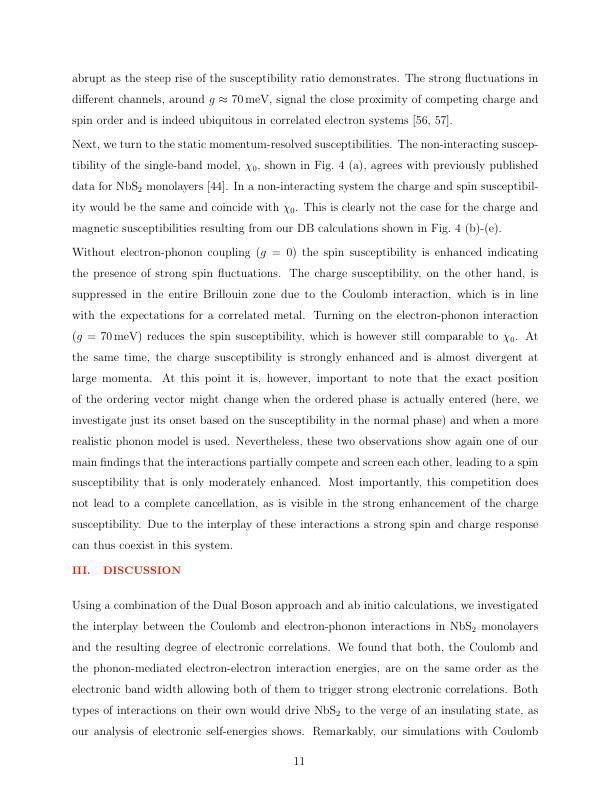 abrupt as the steep rise of the susceptibility ratio demonstrates. The strong fluctuations in
different channels, around g ≈ 70 meV, signal the close proximity of competing charge and
spin order and is indeed ubiquitous in correlated electron systems [56, 57].
Next, we turn to the static momentum-resolved susceptibilities. The non-interacting suscep-
tibility of the single-band model, χ₀, shown in Fig. 4 (a), agrees with previously published
data for NbS₂ monolayers [44]. In a non-interacting system the charge and spin susceptibil-
ity would be the same and coincide with χ₀. This is clearly not the case for the charge and
magnetic susceptibilities resulting from our DB calculations shown in Fig. 4 (b)-(e).
Without electron-phonon coupling (g = 0) the spin susceptibility is enhanced indicating
the presence of strong spin fluctuations. The charge susceptibility, on the other hand, is
suppressed in the entire Brillouin zone due to the Coulomb interaction, which is in line
with the expectations for a correlated metal. Turning on the electron-phonon interaction
(g = 70 meV) reduces the spin susceptibility, which is however still comparable to χ₀. At
the same time, the charge susceptibility is strongly enhanced and is almost divergent at
large momenta. At this point it is, however, important to note that the exact position
of the ordering vector might change when the ordered phase is actually entered (here, we
investigate just its onset based on the susceptibility in the normal phase) and when a more
realistic phonon model is used. Nevertheless, these two observations show again one of our
main findings that the interactions partially compete and screen each other, leading to a spin
susceptibility that is only moderately enhanced. Most importantly, this competition does
not lead to a complete cancellation, as is visible in the strong enhancement of the charge
susceptibility. Due to the interplay of these interactions a strong spin and charge response
can thus coexist in this system.
III. DISCUSSION
Using a combination of the Dual Boson approach and ab initio calculations, we investigated
the interplay between the Coulomb and electron-phonon interactions in NbS₂ monolayers
and the resulting degree of electronic correlations. We found that both, the Coulomb and
the phonon-mediated electron-electron interaction energies, are on the same order as the
electronic band width allowing both of them to trigger strong electronic correlations. Both
types of interactions on their own would drive NbS₂ to the verge of an insulating state, as
our analysis of electronic self-energies shows. Remarkably, our simulations with Coulomb
11